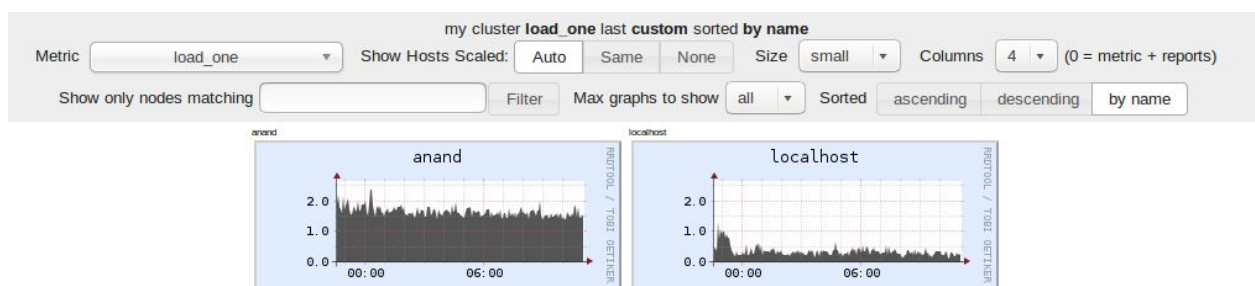 my cluster load_one last custom sorted by name
Metric load_one Show Hosts Scaled: Auto Same None Size small Columns 4 (0 = metric + reports)
Show only nodes matching Filter Max graphs to show all Sorted ascending descending by name
anand localhost
anand
RRDTOOL / TOBI OETIKER
2.0
1.0
0.0
00:00 06:00
localhost
RRDTOOL / TOBI OETIKER
2.0
1.0
0.0
00:00 06:00